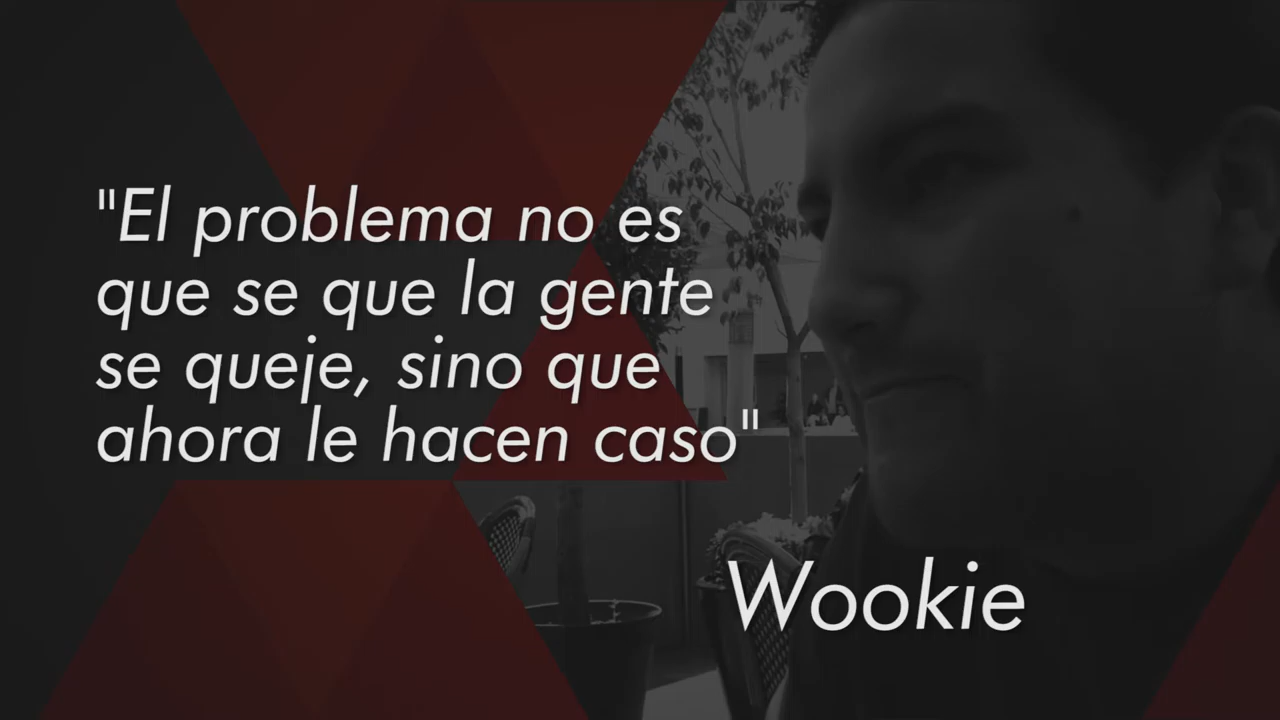 "El problema no es
que se que la gente
se queje, sino que
ahora le hacen caso"
Wookie